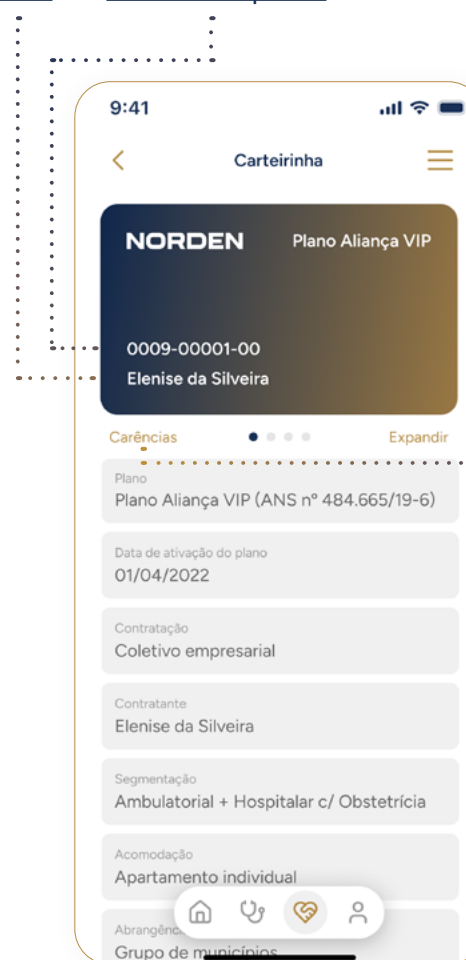 9:41
Carteirinha
NORDEN
Plano Aliança VIP
0009-00001-00
Elenise da Silveira
Carências
Expandir
Plano
Plano Aliança VIP (ANS nº 484.665/19-6)
Data de ativação do plano
01/04/2022
Contratação
Coletivo empresarial
Contratante
Elenise da Silveira
Segmentação
Ambulatorial + Hospitalar c/ Obstetrícia
Acomodação
Apartamento individual
Grupo de municípios